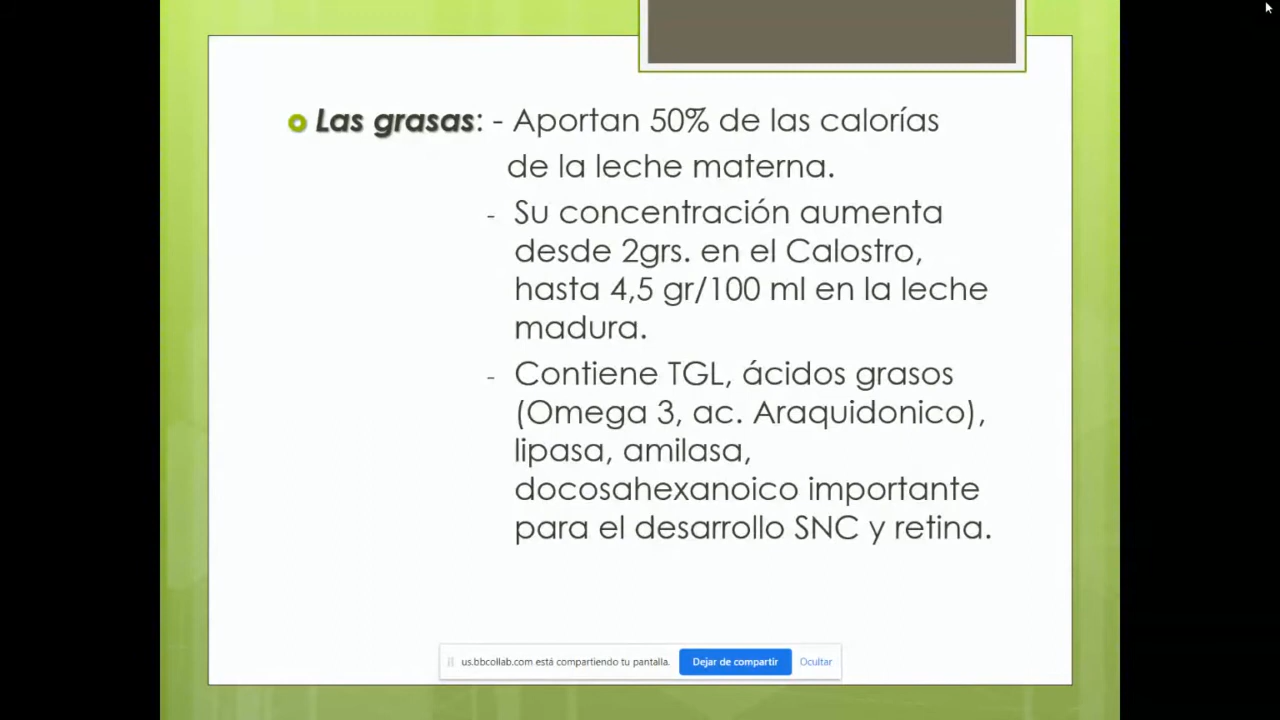 Las grasas: - Aportan 50% de las calorías
de la leche materna.
- Su concentración aumenta
desde 2grs. en el Calostro,
hasta 4,5 gr/100 ml en la leche
madura.
- Contiene TGL, ácidos grasos
(Omega 3, ac. Araquidonico),
lipasa, amilasa,
docosahexanoico importante
para el desarrollo SNC y retina.
us.bbcollab.com está compartiendo tu pantalla. Dejar de compartir Ocultar